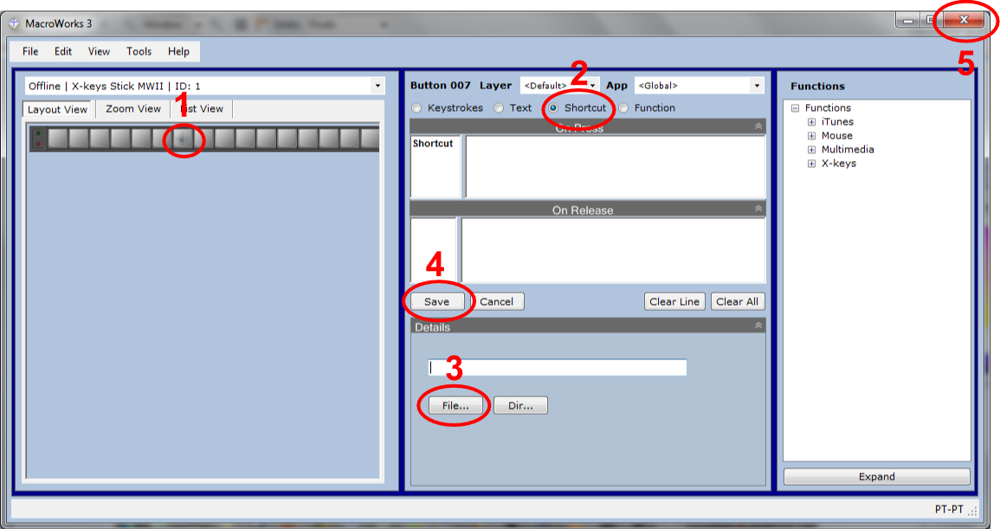 MacroWorks 3
5
File Edit View Tools Help
Offline | X-keys Stick MWII | ID: 1
1
Layout View Zoom View List View
2
Button 007 Layer <Default> App <Global>
Keystrokes Text Shortcut Function
On Press
Shortcut
On Release
4
Save Cancel Clear Line Clear All
Details
3
File... Dir...
Functions
Functions
iTunes
Mouse
Multimedia
X-keys
Expand
PT-PT